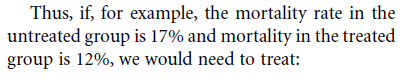 Thus, if, for example, the mortality rate in the
untreated group is 17% and mortality in the treated
group is 12%, we would need to treat: